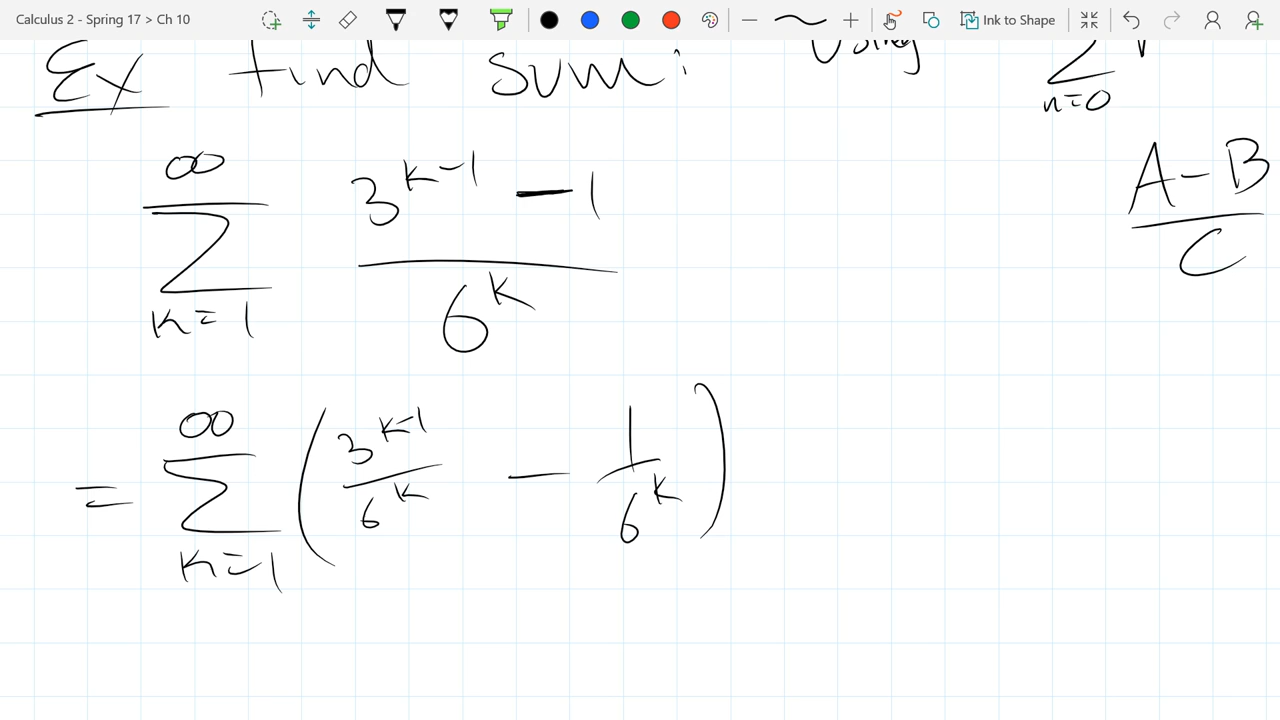 Calculus 2 - Spring 17 > Ch 10
Ink to Shape
Ex find sum: Using ∑ r
n=0
∞
∑ (3^{k-1} - 1)/6^k
k=1
(A-B)/C
= ∞
∑ (3^{k-1}/6^k - 1/6^k)
k=1